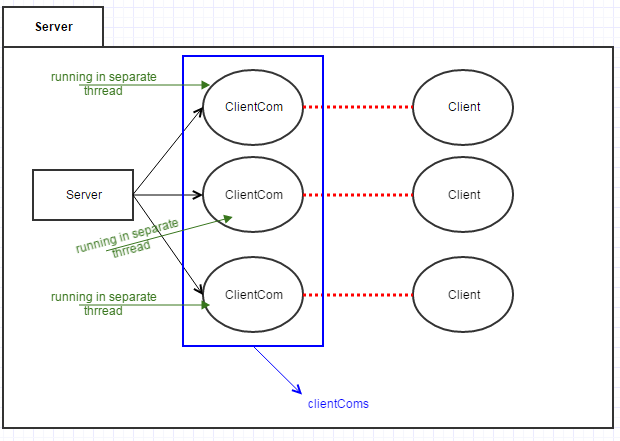 Server
running in separate
thrread
ClientCom
Client
Server
ClientCom
Client
running in separate
thrread
running in separate
thrread
ClientCom
Client
clientComs